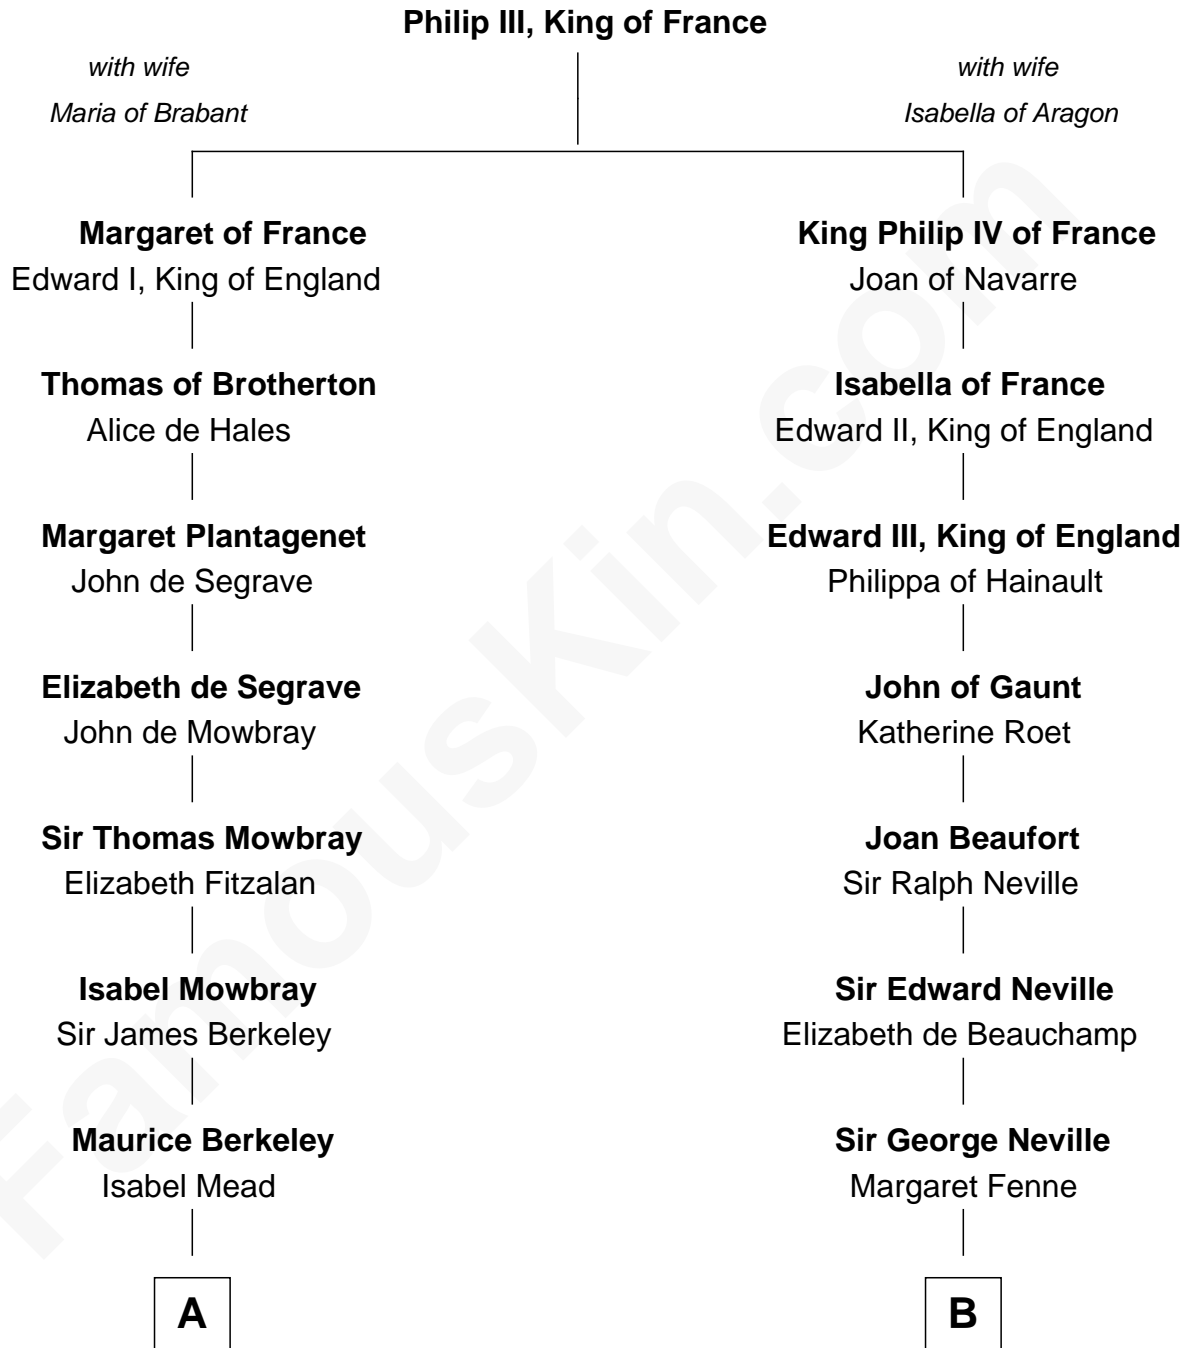 Philip III, King of France
with wife
Maria of Brabant
with wife
Isabella of Aragon
Margaret of France
Edward I, King of England
King Philip IV of France
Joan of Navarre
Thomas of Brotherton
Alice de Hales
Isabella of France
Edward II, King of England
Margaret Plantagenet
John de Segrave
Edward III, King of England
Philippa of Hainault
Elizabeth de Segrave
John de Mowbray
John of Gaunt
Katherine Roet
Sir Thomas Mowbray
Elizabeth Fitzalan
Joan Beaufort
Sir Ralph Neville
Isabel Mowbray
Sir James Berkeley
Sir Edward Neville
Elizabeth de Beauchamp
Maurice Berkeley
Isabel Mead
Sir George Neville
Margaret Fenne
A
B
FamousKin.com